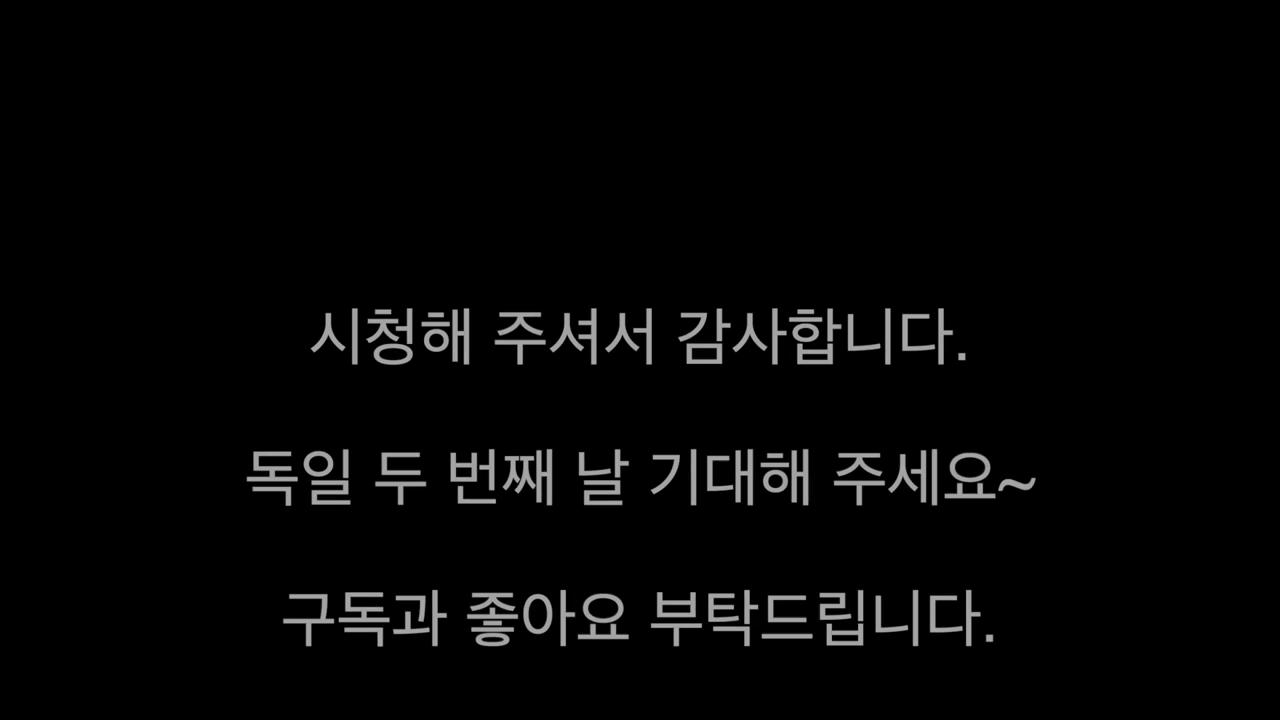 시청해 주셔서 감사합니다.
독일 두 번째 날 기대해 주세요~
구독과 좋아요 부탁드립니다.